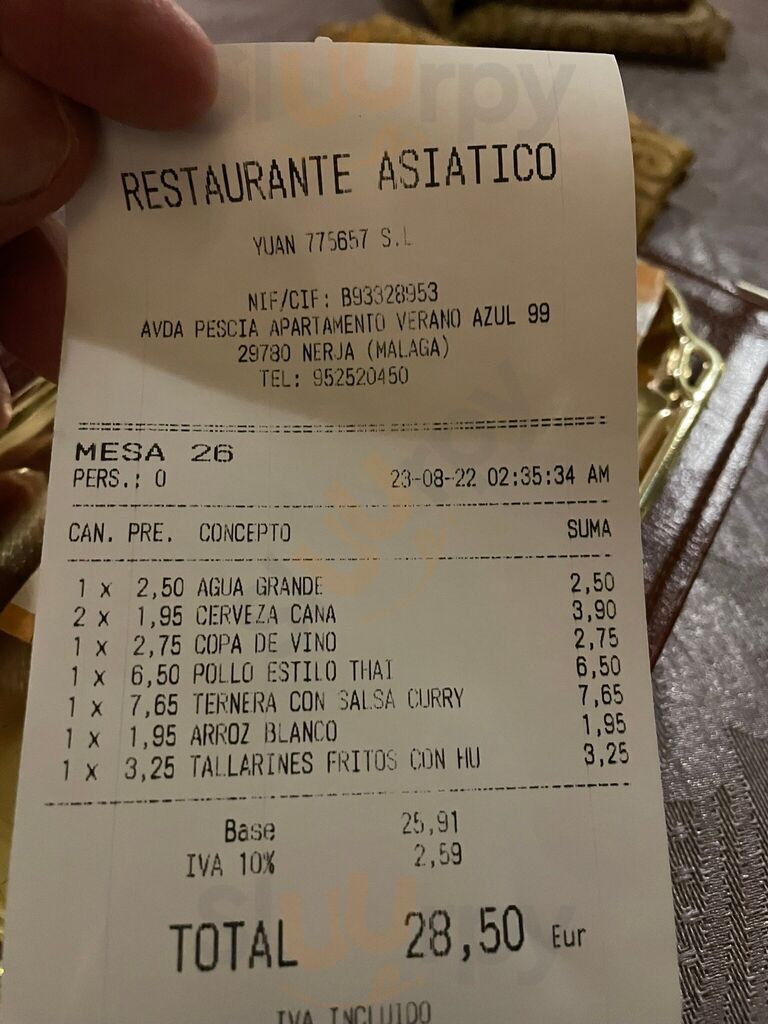 RESTAURANTE ASIATICO
YUAN 775657 S.L
NIF/CIF: B93328953
AVDA PESCIA APARTAMENTO VERANO AZUL 99
29780 NERJA (MALAGA)
TEL: 952520450
MESA 26
PERS.: 0 23-08-22 02:35:34 AM
CAN. PRE. CONCEPTO SUMA
1 x 2,50 AGUA GRANDE 2,50
2 x 1,95 CERVEZA CANA 3,90
1 x 2,75 COPA DE VINO 2,75
1 x 6,50 POLLO ESTILO THAI 6,50
1 x 7,65 TERNERA CON SALSA CURRY 7,65
1 x 1,95 ARROZ BLANCO 1,95
1 x 3,25 TALLARINES FRITOS CON HU 3,25
Base 25,91
IVA 10% 2,59
TOTAL 28,50 Eur
IVA INCLUIDO
sluurpy
sluurpy
sluurpy